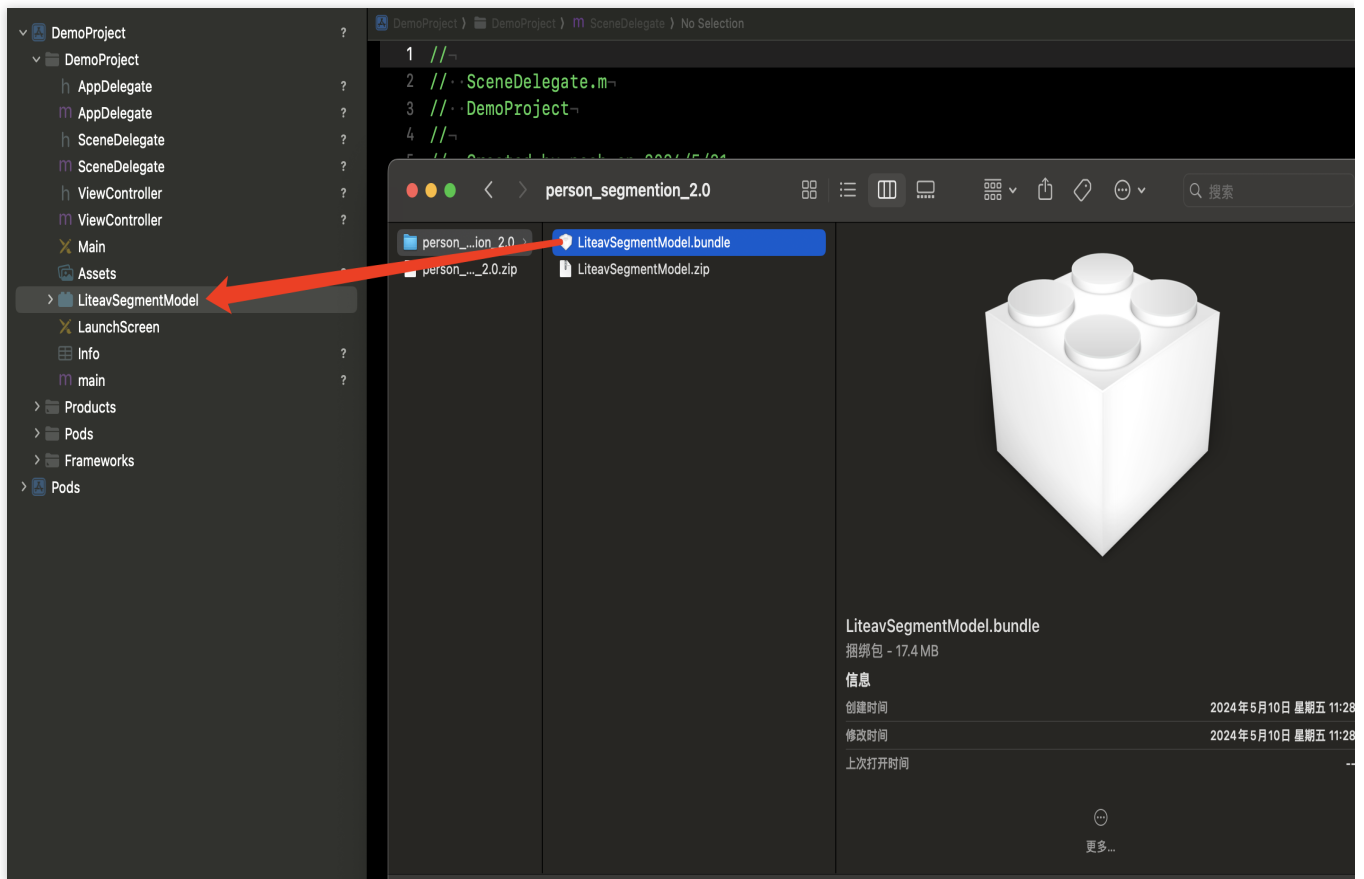 DemoProject ?
DemoProject
h AppDelegate ?
m AppDelegate ?
h SceneDelegate ?
m SceneDelegate ?
h ViewController ?
m ViewController ?
Main
Assets
LiteavSegmentModel
LaunchScreen
Info ?
m main ?
Products
Pods
Frameworks
Pods
DemoProject 〉 DemoProject 〉 m SceneDelegate 〉 No Selection
1 //¬
2 //··SceneDelegate.m¬
3 //··DemoProject¬
4 //¬
person_segmention_2.0
搜索
person_...ion_2.0
person_..._2.0.zip
LiteavSegmentModel.bundle
LiteavSegmentModel.zip
LiteavSegmentModel.bundle
捆绑包 - 17.4 MB
信息
创建时间 2024年5月10日 星期五 11:28
修改时间 2024年5月10日 星期五 11:28
上次打开时间 --
更多...